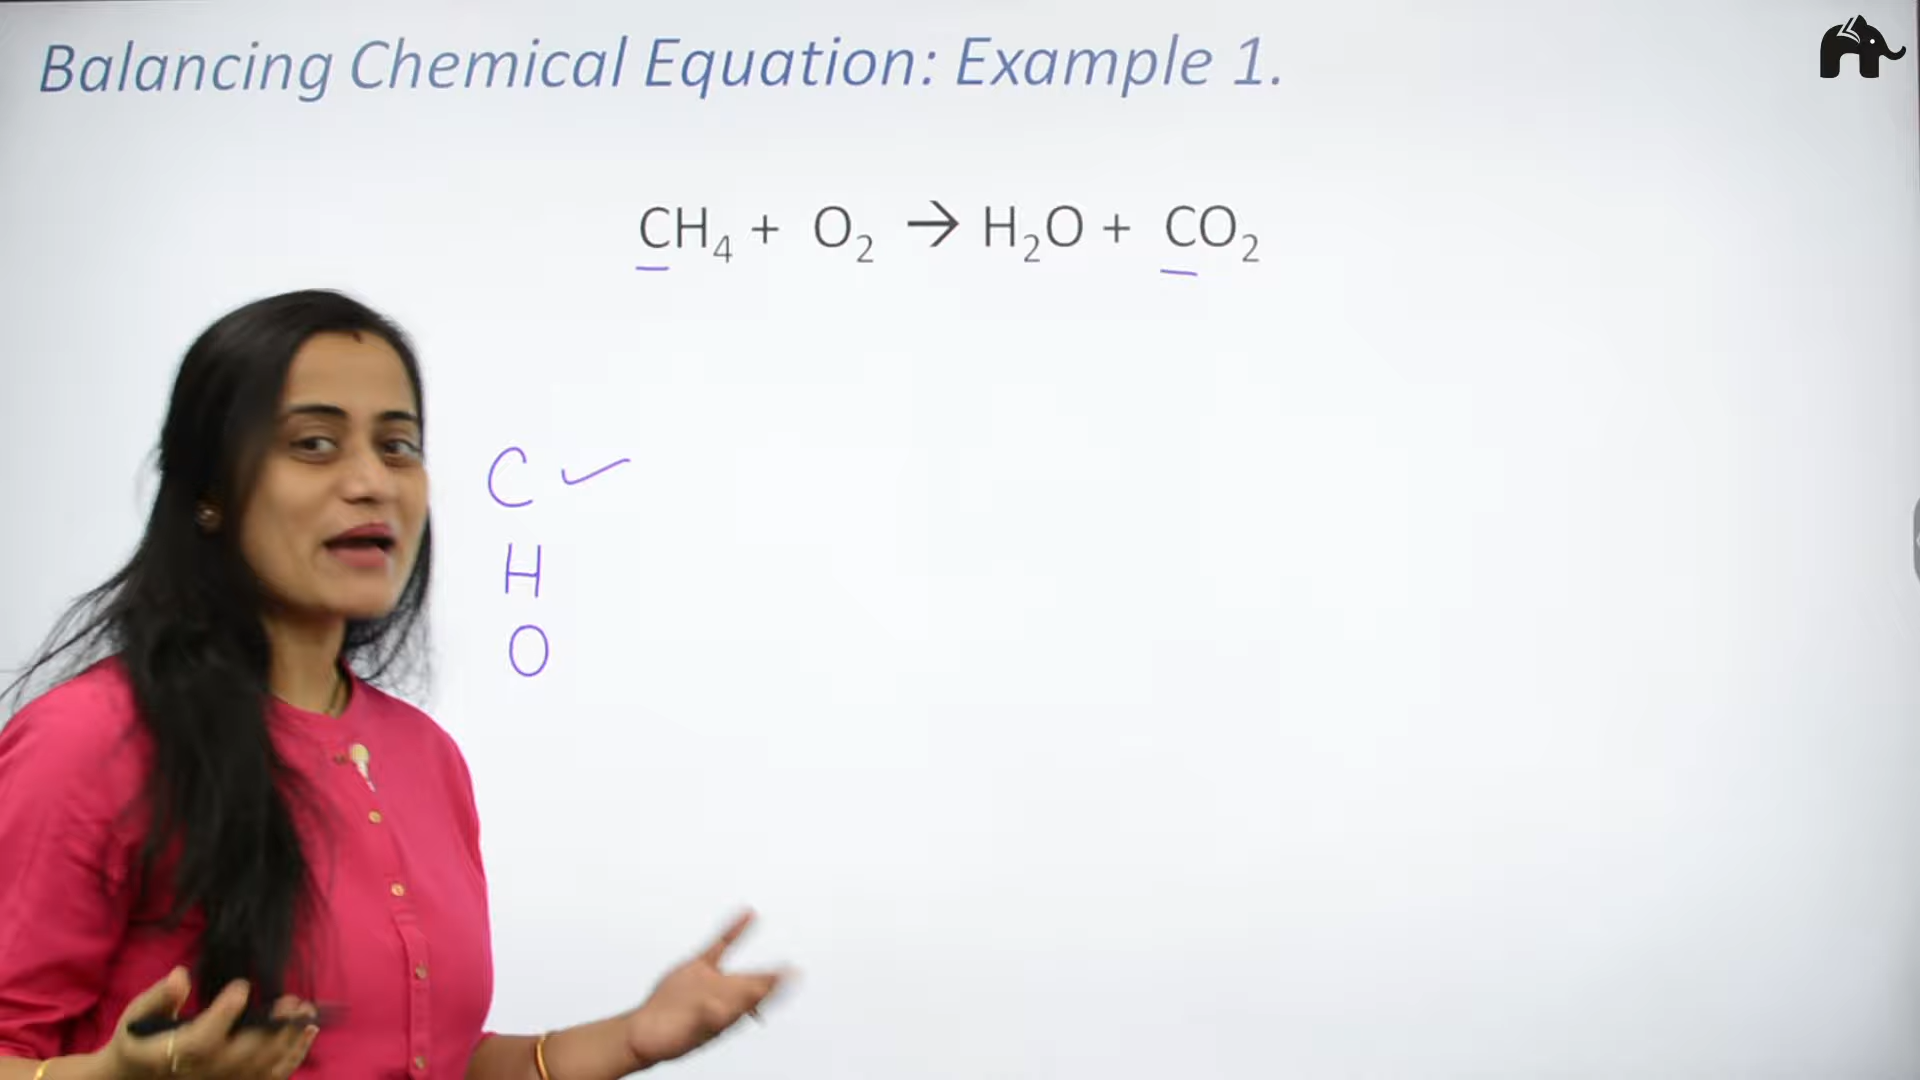 Balancing Chemical Equation: Example 1.
CH₄ + O₂ → H₂O + CO₂
C ✓
H
O